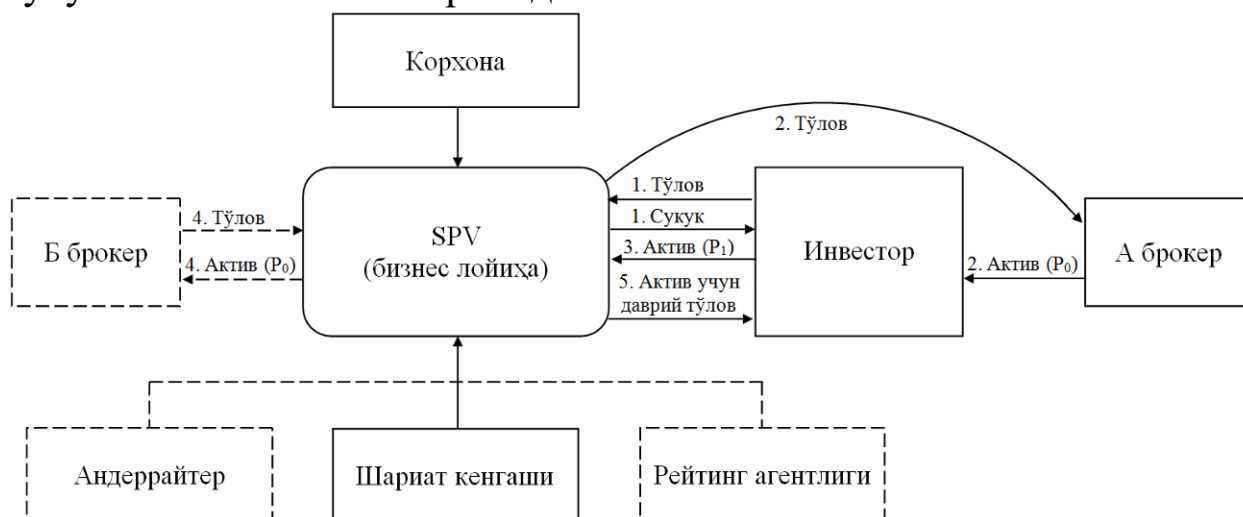 Корхона
2. Тўлов
1. Тўлов
4. Тўлов
1. Сукук
Б брокер
SPV
(бизнес лойиҳа)
3. Актив (P₁)
Инвестор
2. Актив (P₀)
А брокер
4. Актив (P₀)
5. Актив учун
даврий тўлов
Андеррайтер
Шариат кенгаши
Рейтинг агентлиги